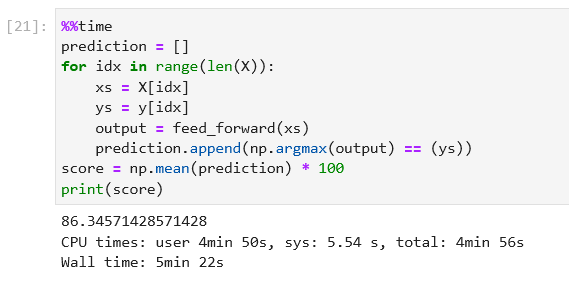 [21]: %%time
prediction = []
for idx in range(len(X)):
    xs = X[idx]
    ys = y[idx]
    output = feed_forward(xs)
    prediction.append(np.argmax(output) == (ys))
score = np.mean(prediction) * 100
print(score)
86.34571428571428
CPU times: user 4min 50s, sys: 5.54 s, total: 4min 56s
Wall time: 5min 22s